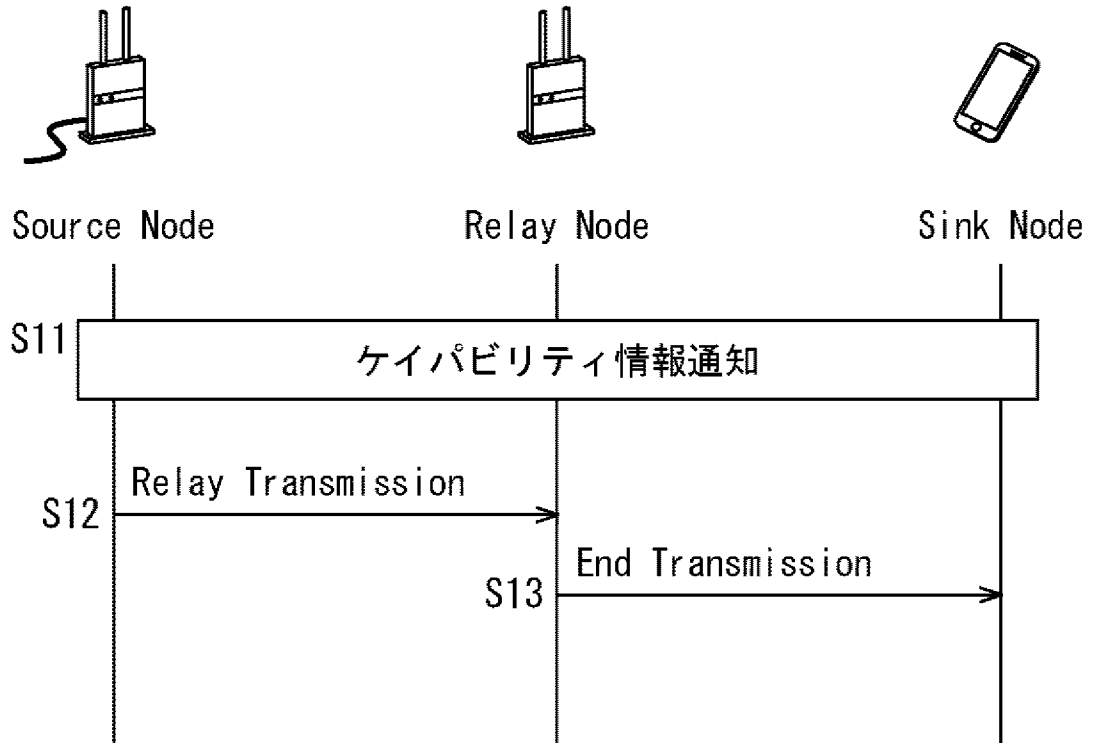 Source Node
Relay Node
Sink Node
S11
ケイパビリティ情報通知
Relay Transmission
S12
End Transmission
S13